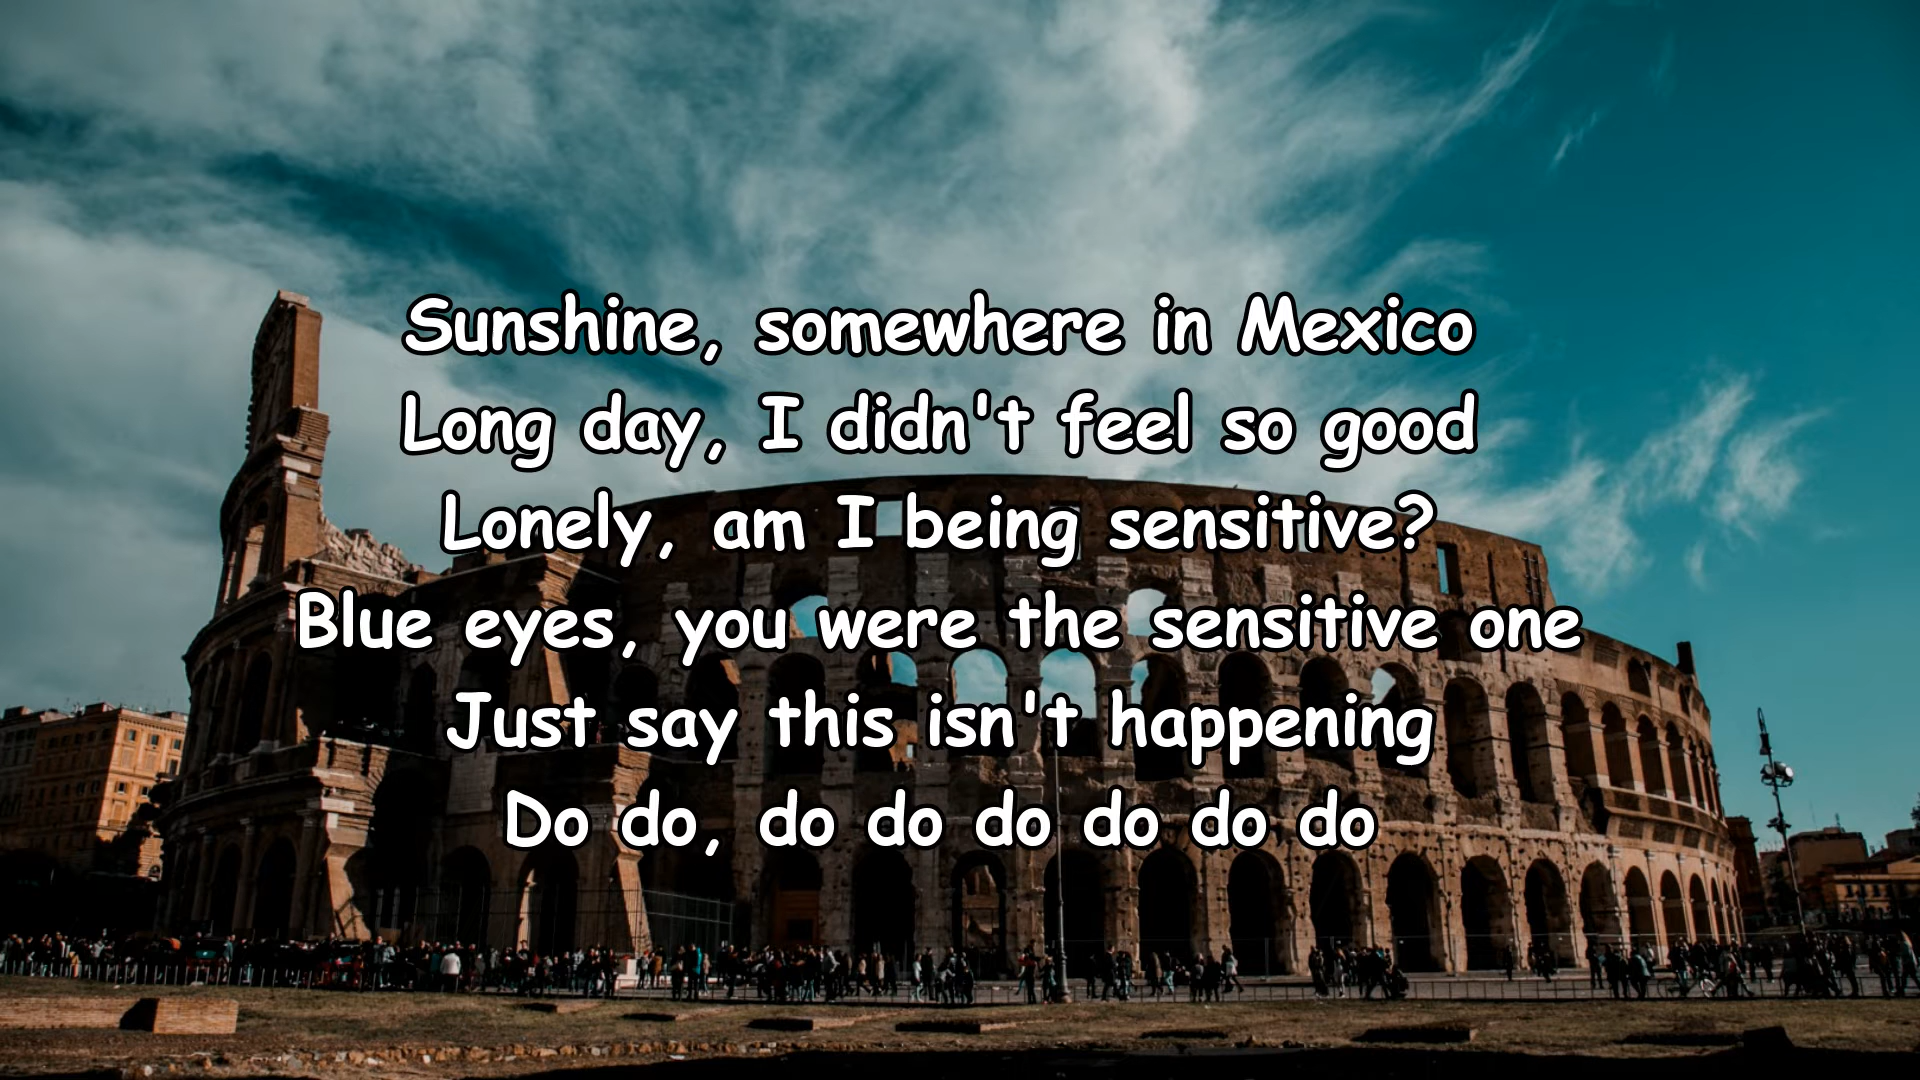 Sunshine, somewhere in Mexico
Long day, I didn't feel so good
Lonely, am I being sensitive?
Blue eyes, you were the sensitive one
Just say this isn't happening
Do do, do do do do do do